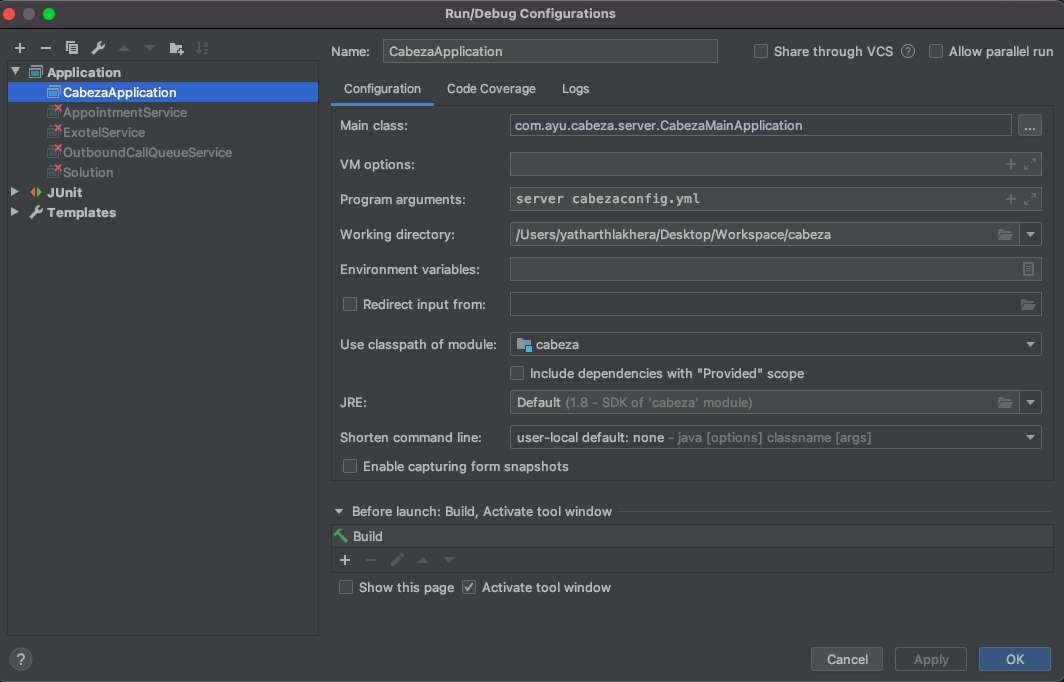 Run/Debug Configurations
Application
CabezaApplication
AppointmentService
ExotelService
OutboundCallQueueService
Solution
JUnit
Templates
Name: CabezaApplication
Share through VCS ? Allow parallel run
Configuration Code Coverage Logs
Main class: com.ayu.cabeza.server.CabezaMainApplication ...
VM options:
Program arguments: server cabezaconfig.yml
Working directory: /Users/yatharthlakhera/Desktop/Workspace/cabeza
Environment variables:
Redirect input from:
Use classpath of module: cabeza
Include dependencies with "Provided" scope
JRE: Default (1.8 - SDK of 'cabeza' module)
Shorten command line: user-local default: none - java [options] classname [args]
Enable capturing form snapshots
Before launch: Build, Activate tool window
Build
Show this page Activate tool window
? Cancel Apply OK